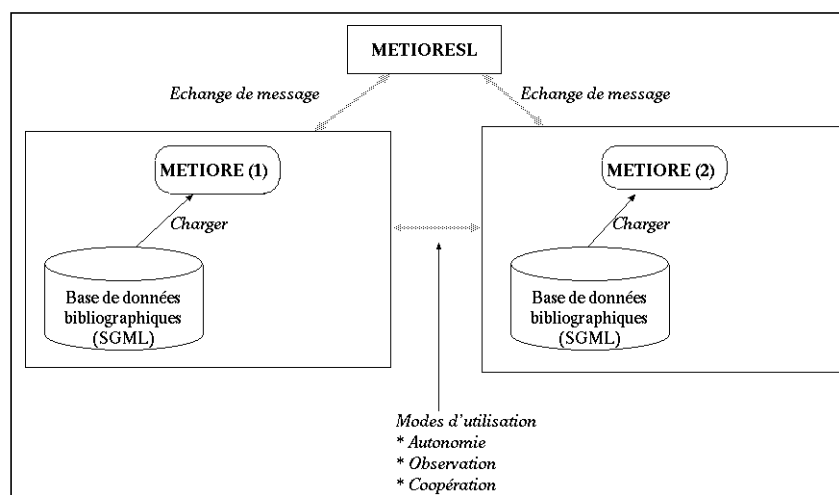 METIORESL
Echange de message
Echange de message
METIORE (1)
Charger
Base de données
bibliographiques
(SGML)
METIORE (2)
Charger
Base de données
bibliographiques
(SGML)
Modes d'utilisation
* Autonomie
* Observation
* Coopération